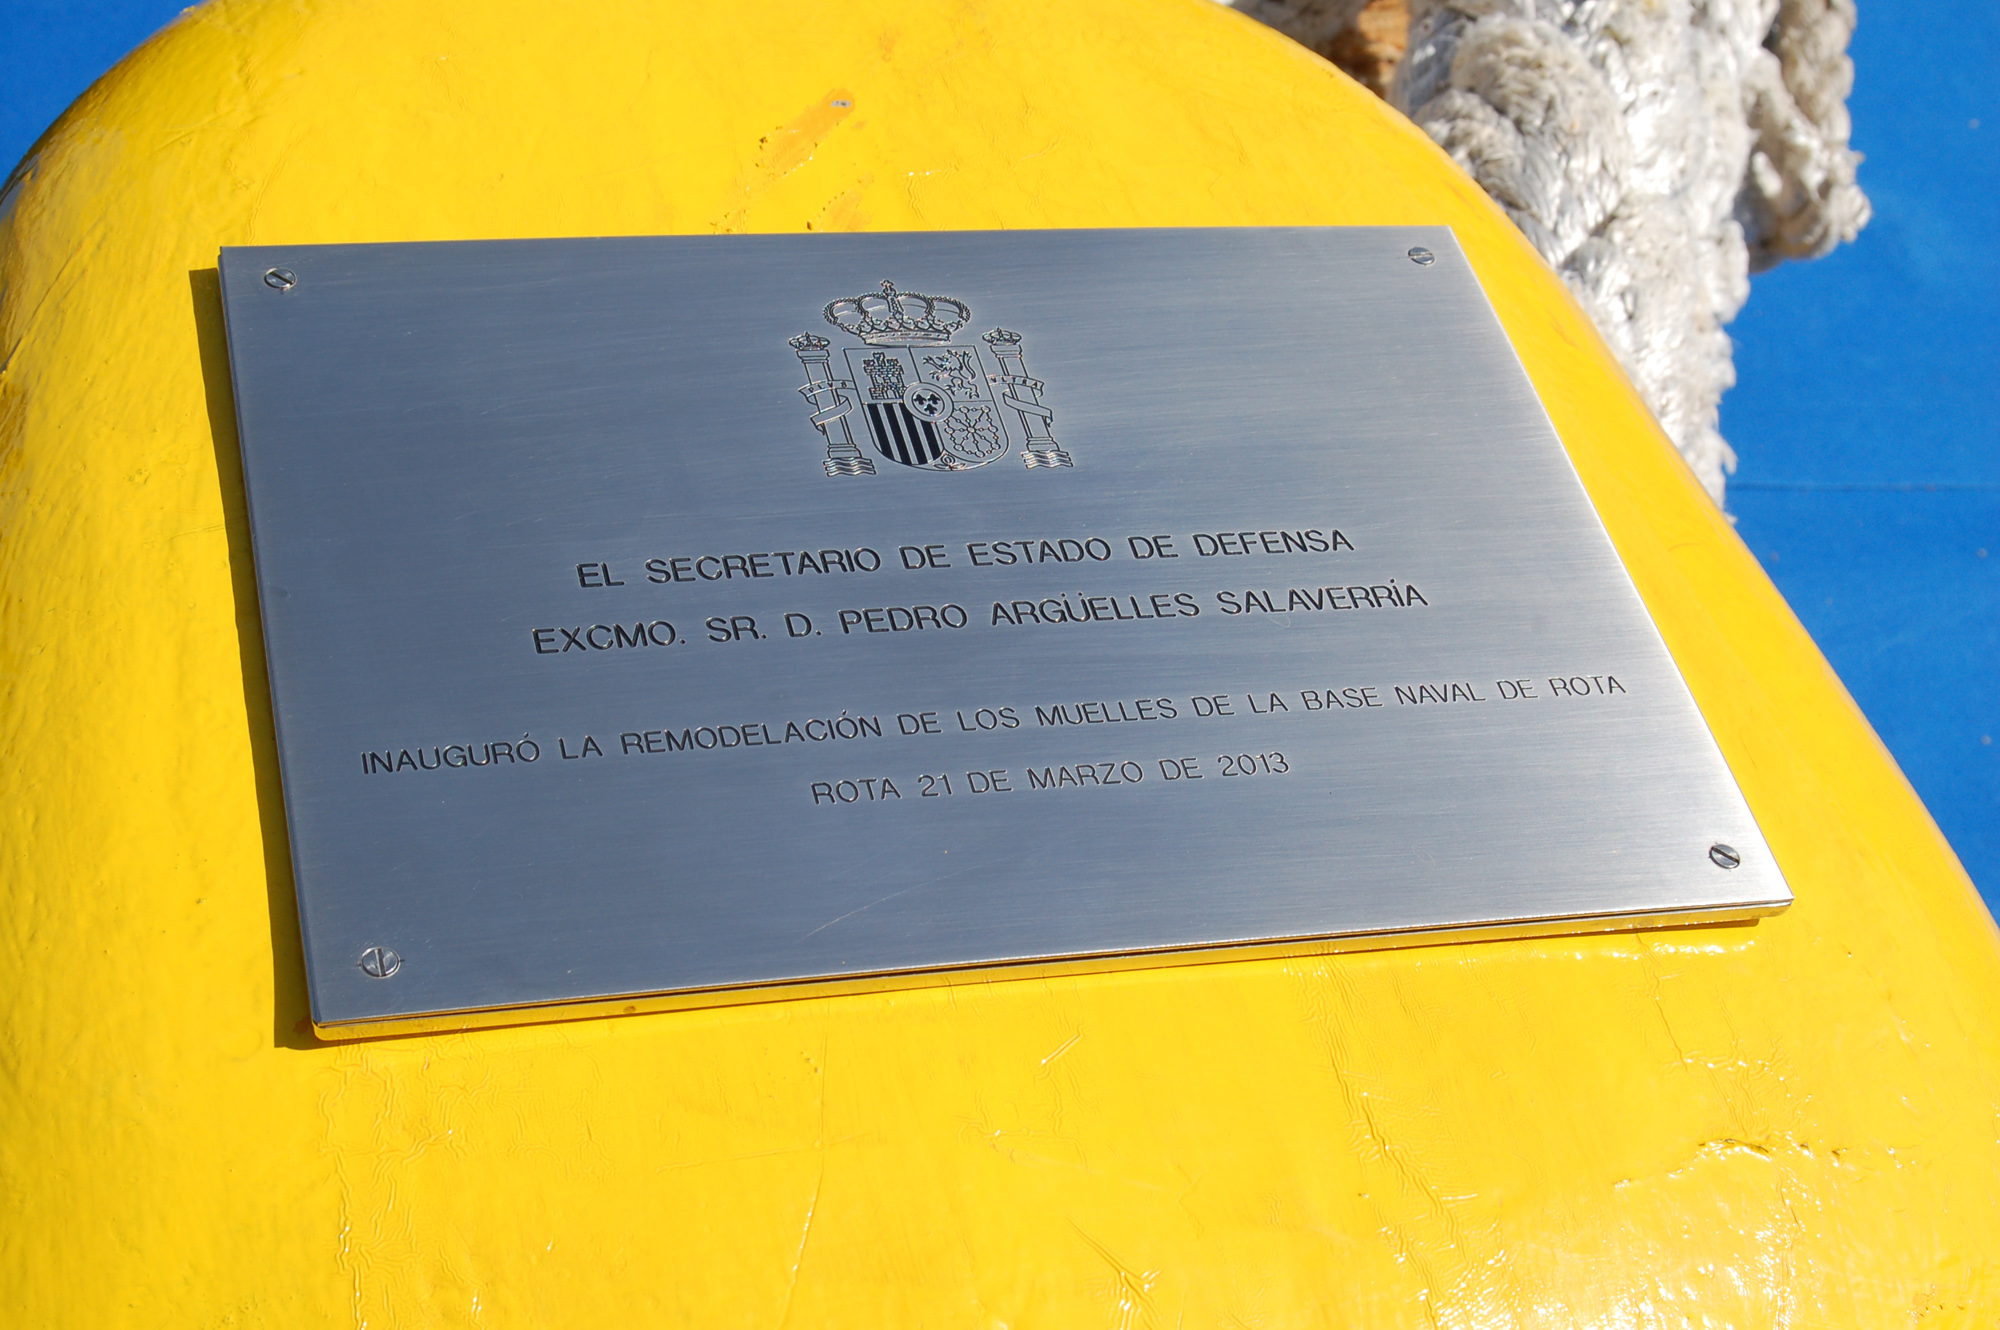 EL SECRETARIO DE ESTADO DE DEFENSA
EXCMO. SR. D. PEDRO ARGÜELLES SALAVERRÍA
INAUGURÓ LA REMODELACIÓN DE LOS MUELLES DE LA BASE NAVAL DE ROTA
ROTA 21 DE MARZO DE 2013